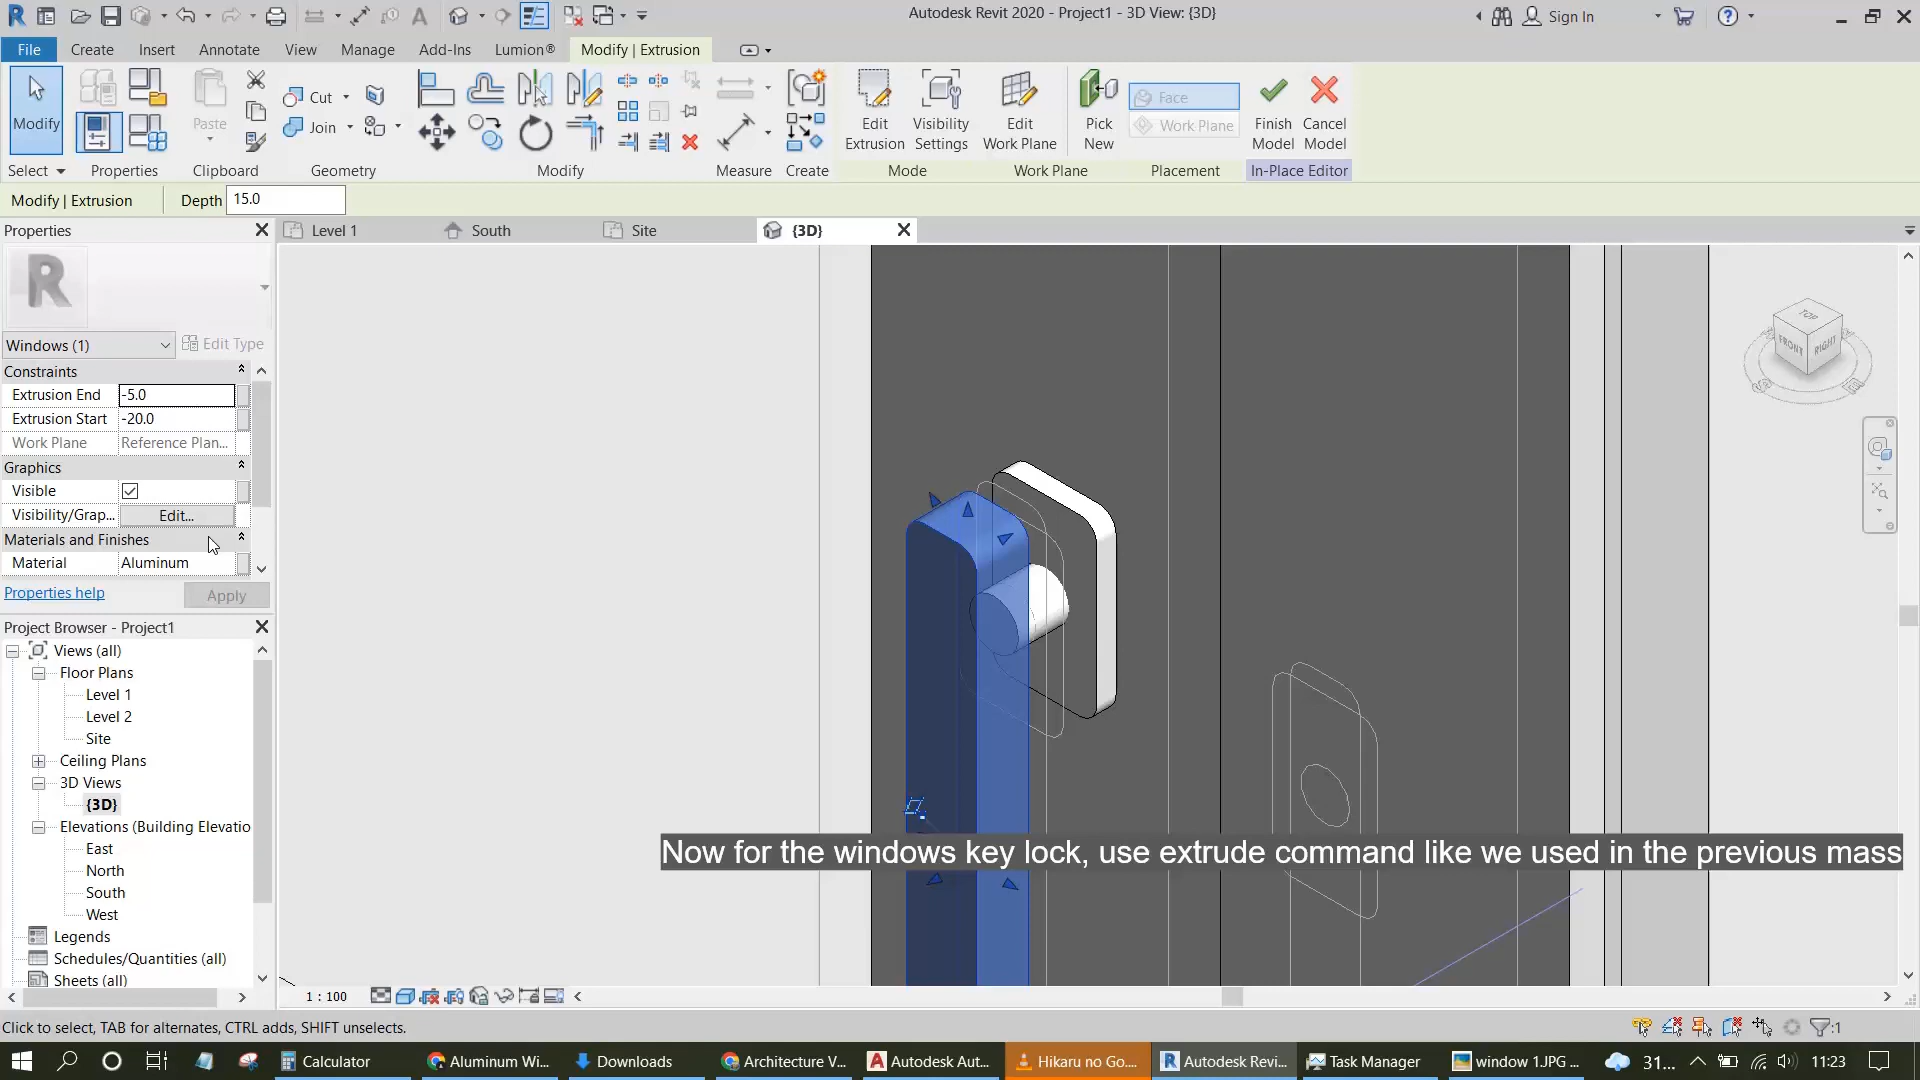 Autodesk Revit 2020 - Project1 - 3D View: {3D}
Sign In
File
Create
Insert
Annotate
View
Manage
Add-Ins
Lumion®
Modify | Extrusion
Modify
Paste
Cut
Join
Edit Extrusion
Visibility Settings
Edit Work Plane
Pick New
Face
Work Plane
Finish Model
Cancel Model
Select
Properties
Clipboard
Geometry
Modify
Measure
Create
Mode
Work Plane
Placement
In-Place Editor
Modify | Extrusion
Depth 15.0
Properties
Level 1
South
Site
{3D}
Windows (1)
Edit Type
Constraints
Extrusion End -5.0
Extrusion Start -20.0
Work Plane Reference Plan...
Graphics
Visible
Visibility/Grap... Edit...
Materials and Finishes
Material Aluminum
Properties help
Apply
Project Browser - Project1
Views (all)
Floor Plans
Level 1
Level 2
Site
Ceiling Plans
3D Views
{3D}
Elevations (Building Elevatio
East
North
South
West
Legends
Schedules/Quantities (all)
Sheets (all)
TOP
FRONT
RIGHT
Now for the windows key lock, use extrude command like we used in the previous mass
1 : 100
Click to select, TAB for alternates, CTRL adds, SHIFT unselects.
:1
Calculator
Aluminum Wi...
Downloads
Architecture V...
Autodesk Aut...
Hikaru no Go....
Autodesk Revi...
Task Manager
window 1.JPG ...
31...
11:23